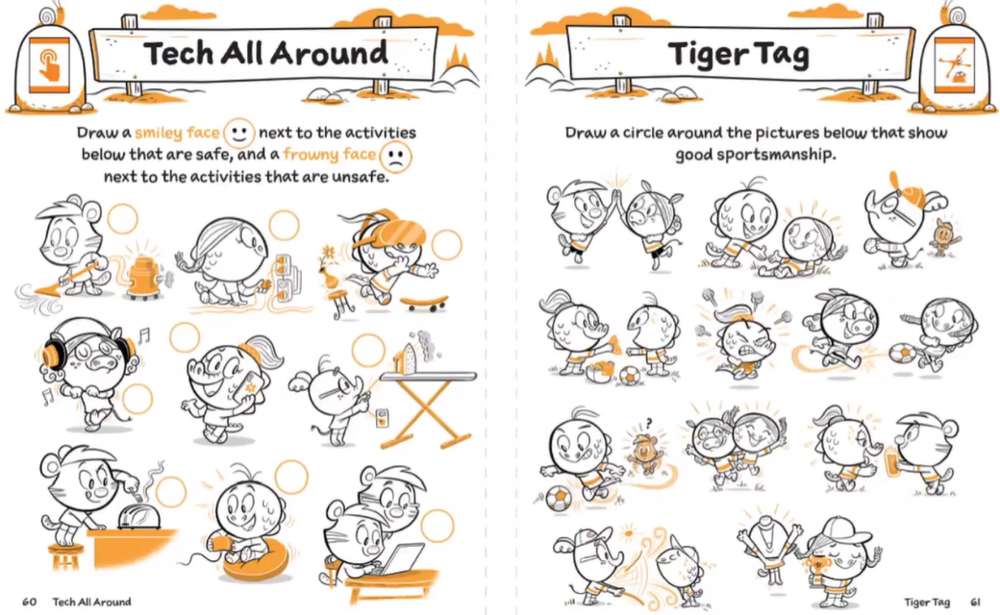 Tech All Around
Draw a smiley face next to the activities
below that are safe, and a frowny face
next to the activities that are unsafe.
60 Tech All Around
Tiger Tag
Draw a circle around the pictures below that show
good sportsmanship.
?
Tiger Tag 61